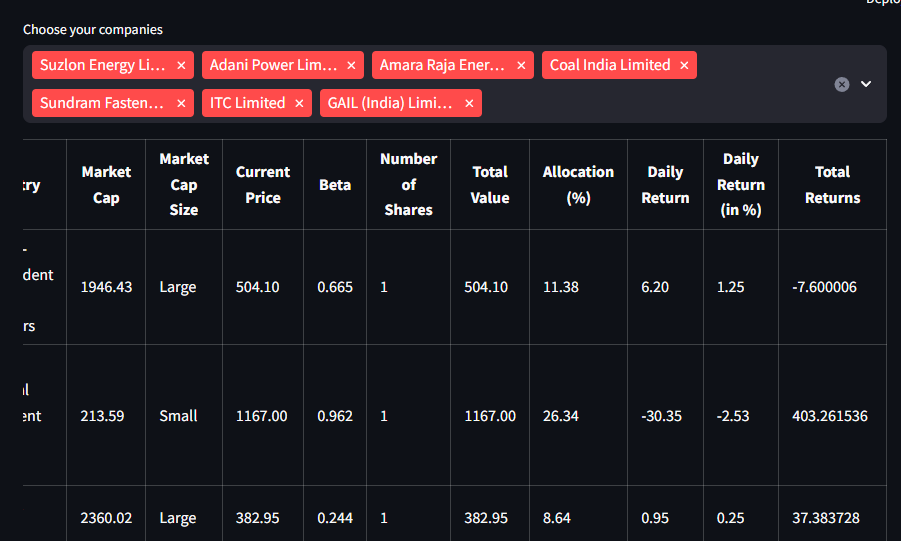 Choose your companies
Suzlon Energy Li... × Adani Power Lim... × Amara Raja Ener... × Coal India Limited ×
Sundram Fasten... × ITC Limited × GAIL (India) Limi... ×
try Market Cap Market Cap Size Current Price Beta Number of Shares Total Value Allocation (%) Daily Return Daily Return (in %) Total Returns
-
dent
rs
1946.43 Large 504.10 0.665 1 504.10 11.38 6.20 1.25 -7.600006
ent
213.59 Small 1167.00 0.962 1 1167.00 26.34 -30.35 -2.53 403.261536
2360.02 Large 382.95 0.244 1 382.95 8.64 0.95 0.25 37.383728